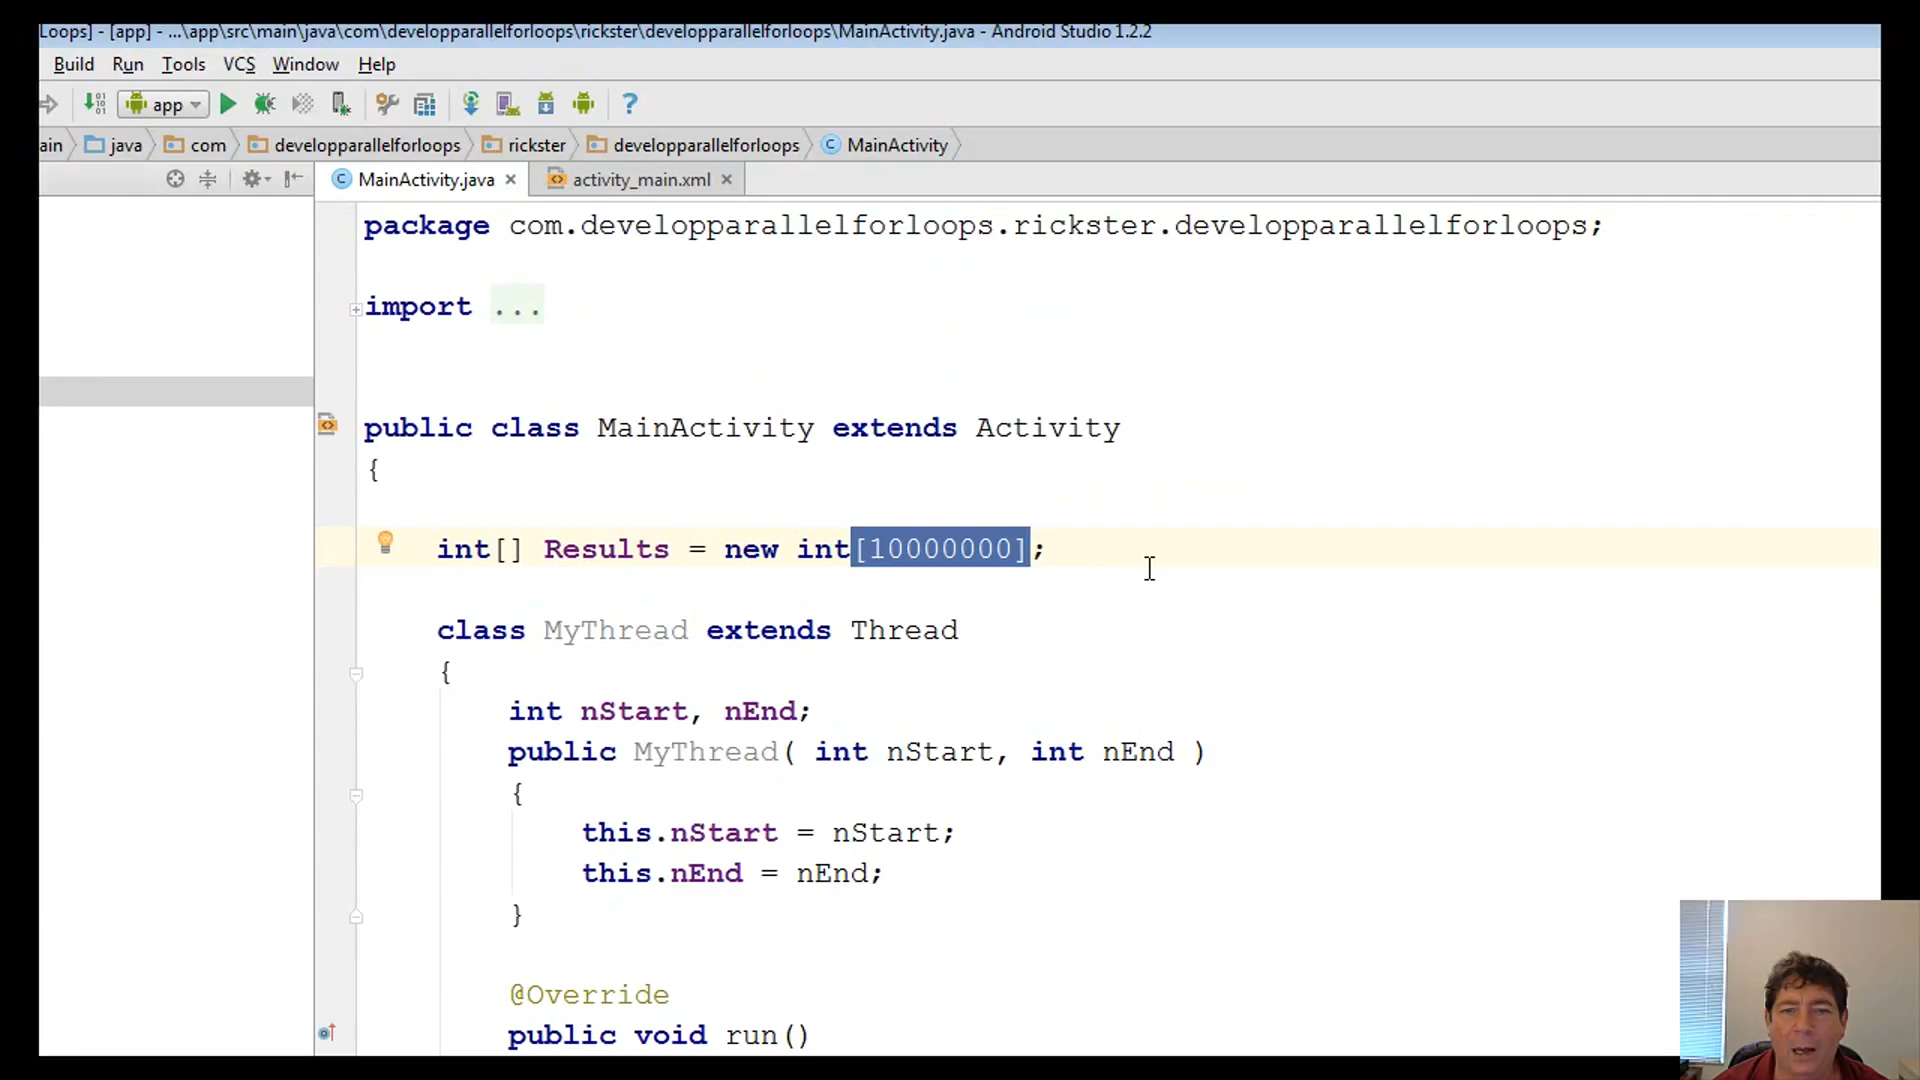 Loops] - [app] - ...\app\src\main\java\com\developparallelforloops\rickster\developparallelforloops\MainActivity.java - Android Studio 1.2.2
Build Run Tools VCS Window Help
app ?
ain java com developparallelforloops rickster developparallelforloops C MainActivity
C MainActivity.java × activity_main.xml ×
package com.developparallelforloops.rickster.developparallelforloops;
import ...
public class MainActivity extends Activity
{
int[] Results = new int[10000000];
class MyThread extends Thread
{
int nStart, nEnd;
public MyThread( int nStart, int nEnd )
{
this.nStart = nStart;
this.nEnd = nEnd;
}
@Override
public void run()